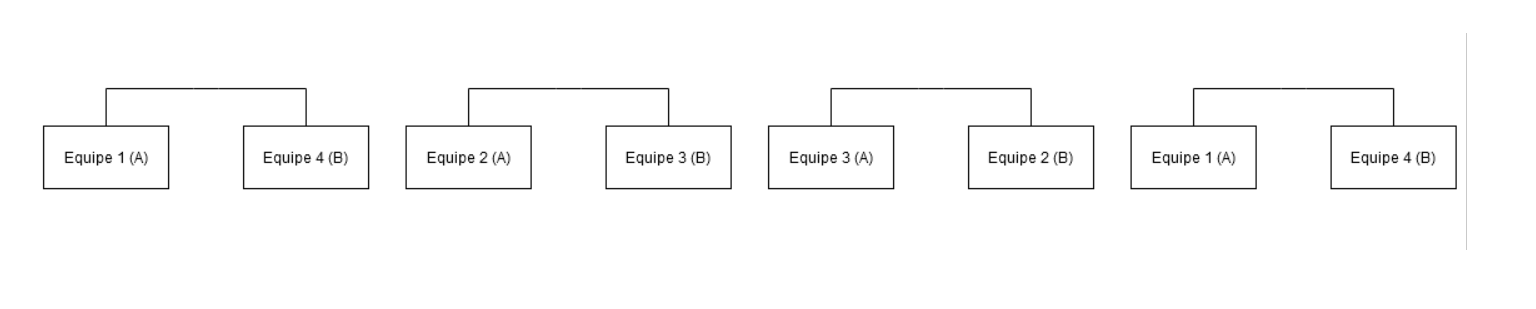 Equipe 1 (A)
Equipe 4 (B)
Equipe 2 (A)
Equipe 3 (B)
Equipe 3 (A)
Equipe 2 (B)
Equipe 1 (A)
Equipe 4 (B)